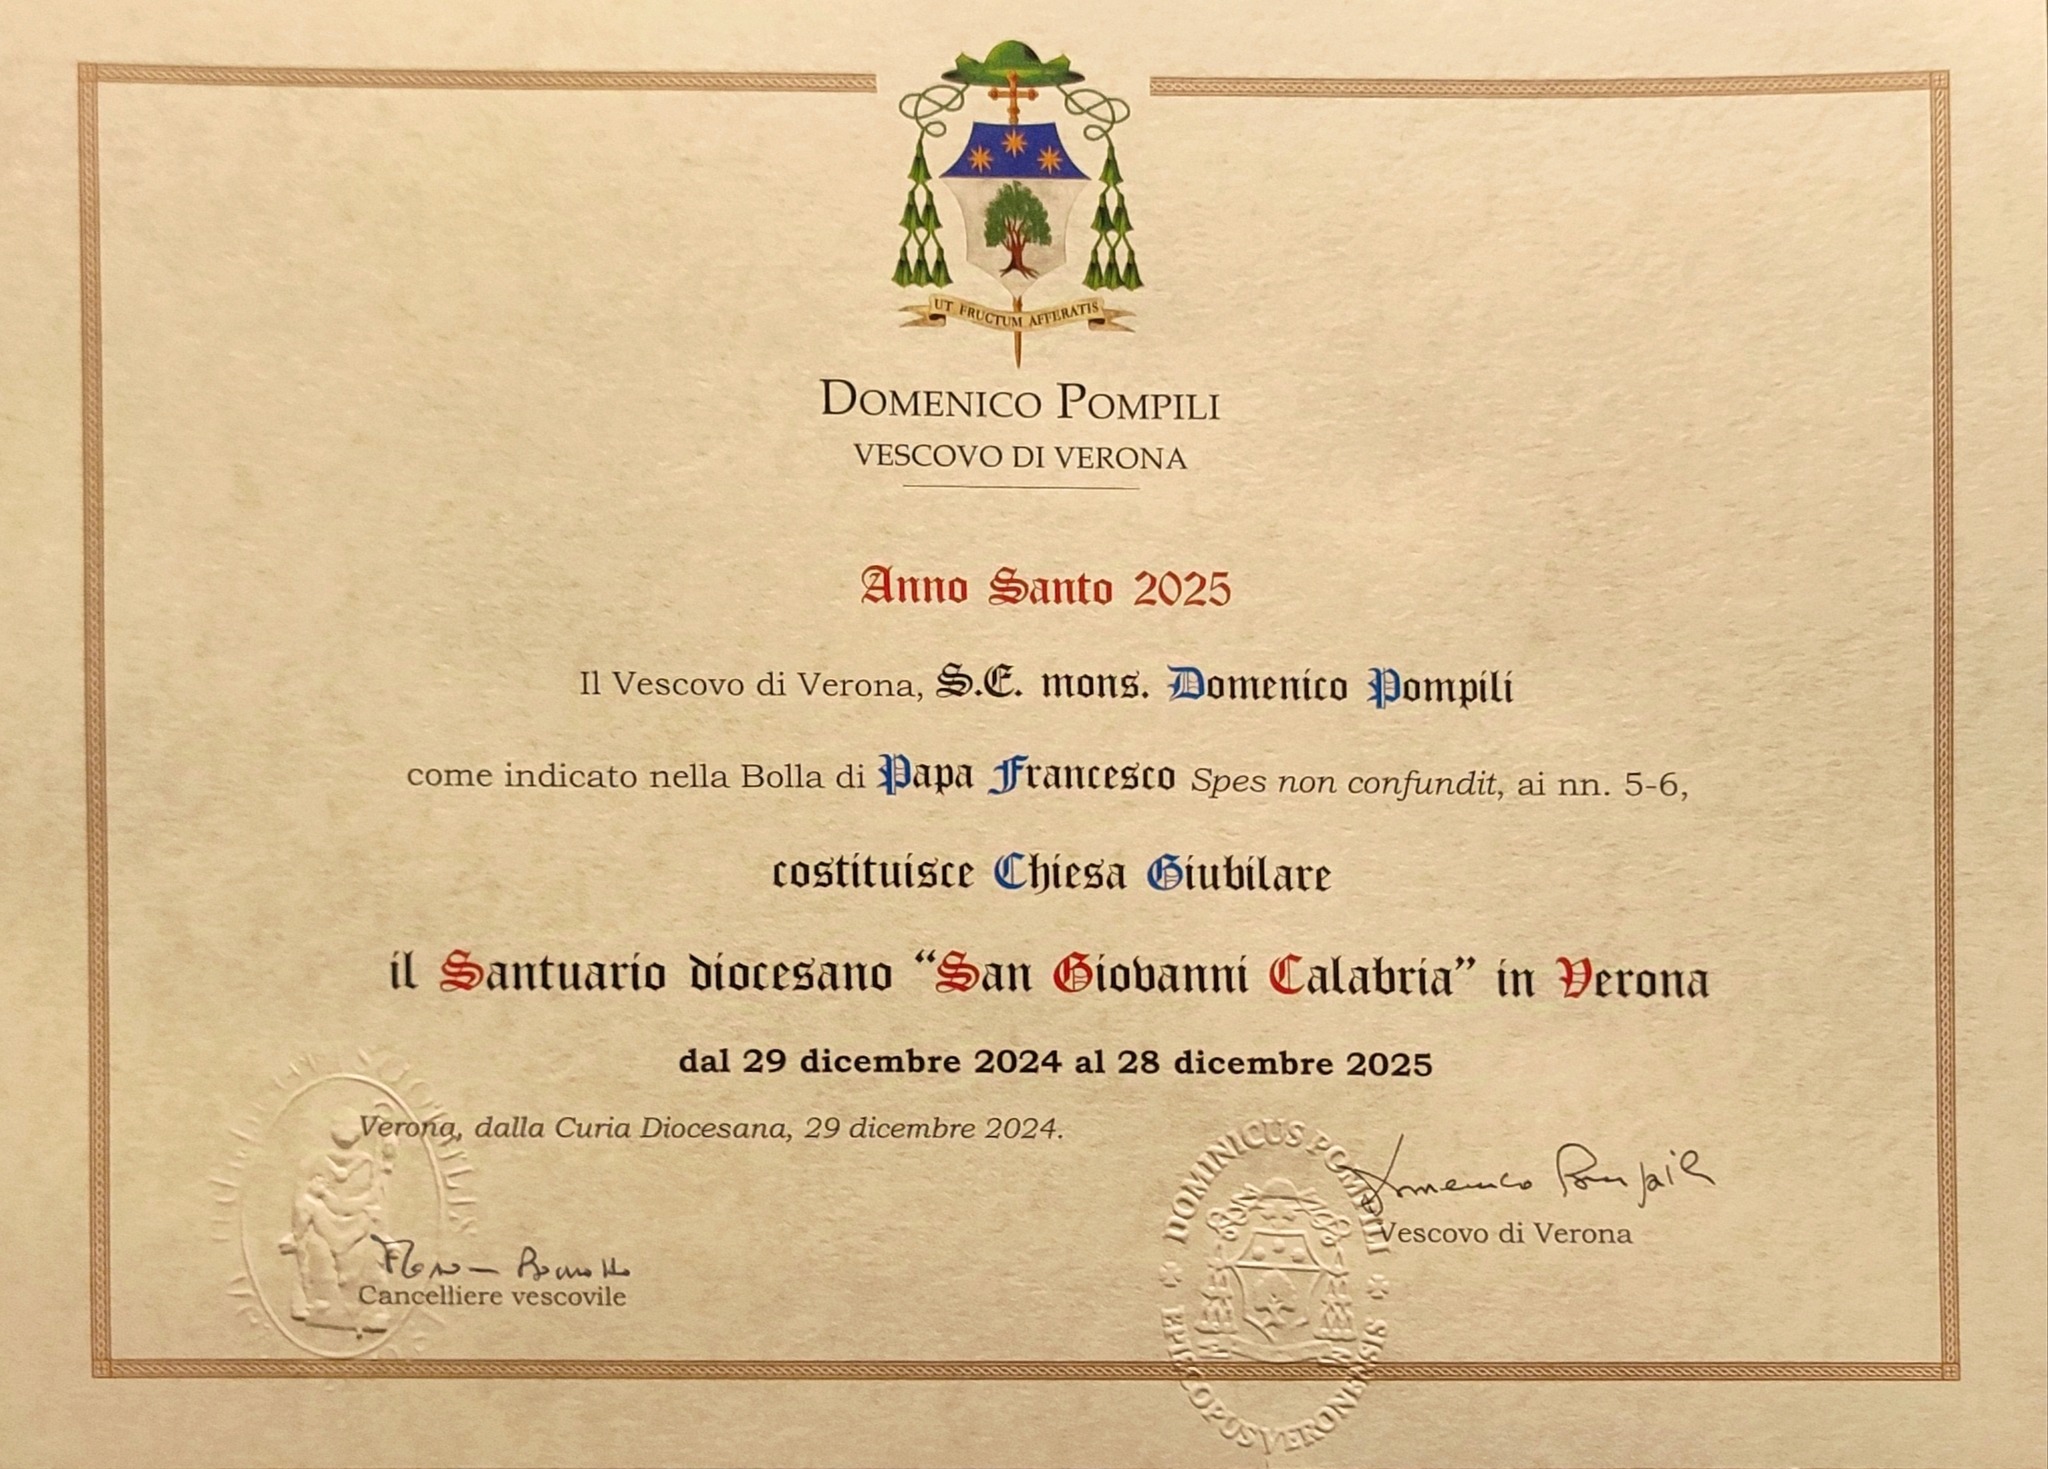 UT FRUCTUM AFFERATIS
DOMENICO POMPILI
VESCOVO DI VERONA
Anno Santo 2025
Il Vescovo di Verona, S.E. mons. Domenico Pompili
come indicato nella Bolla di Papa Francesco Spes non confundit, ai nn. 5-6,
costituisce Chiesa Giubilare
il Santuario diocesano “San Giovanni Calabria” in Verona
dal 29 dicembre 2024 al 28 dicembre 2025
Verona, dalla Curia Diocesana, 29 dicembre 2024.
Domenico Pompili
Vescovo di Verona
Cancelliere vescovile
DOMINICUS POMPILI
EPISCOPUS VERONENSIS